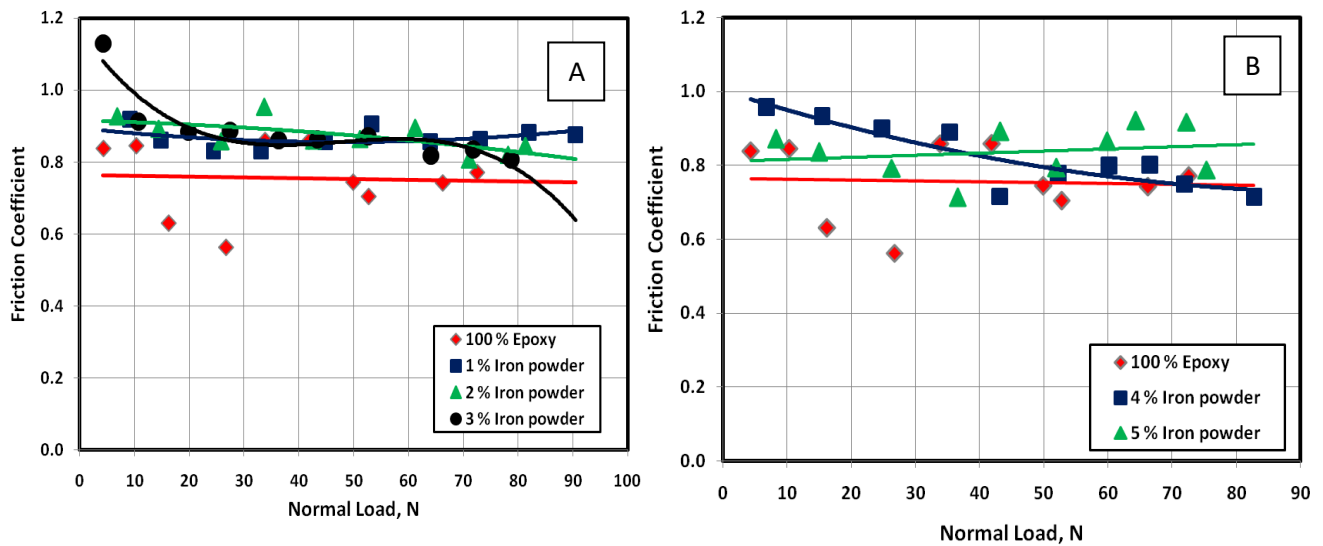 1.2
1.0
0.8
0.6
0.4
0.2
0.0
Friction Coefficient
A
100 % Epoxy
1 % Iron powder
2 % Iron powder
3 % Iron powder
0 10 20 30 40 50 60 70 80 90 100
Normal Load, N
1.2
1.0
0.8
0.6
0.4
0.2
0.0
Friction Coefficient
B
100 % Epoxy
4 % Iron powder
5 % Iron powder
0 10 20 30 40 50 60 70 80 90
Normal Load, N